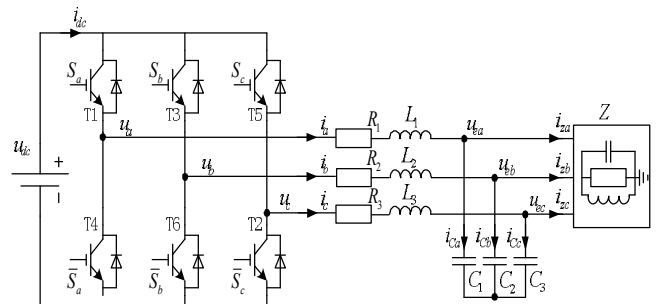 i_dc
S_a S_b S_c
T1 T3 T5
u_a i_a R_1 L_1 u_ea i_za Z
u_dc + u_b i_b R_2 L_2 u_eb i_zb
− u_c i_c R_3 L_3 u_ec i_zc
T4 T6 T2
i_Ca i_Cb i_Cc
S̄_a S̄_b S̄_c
C_1 C_2 C_3